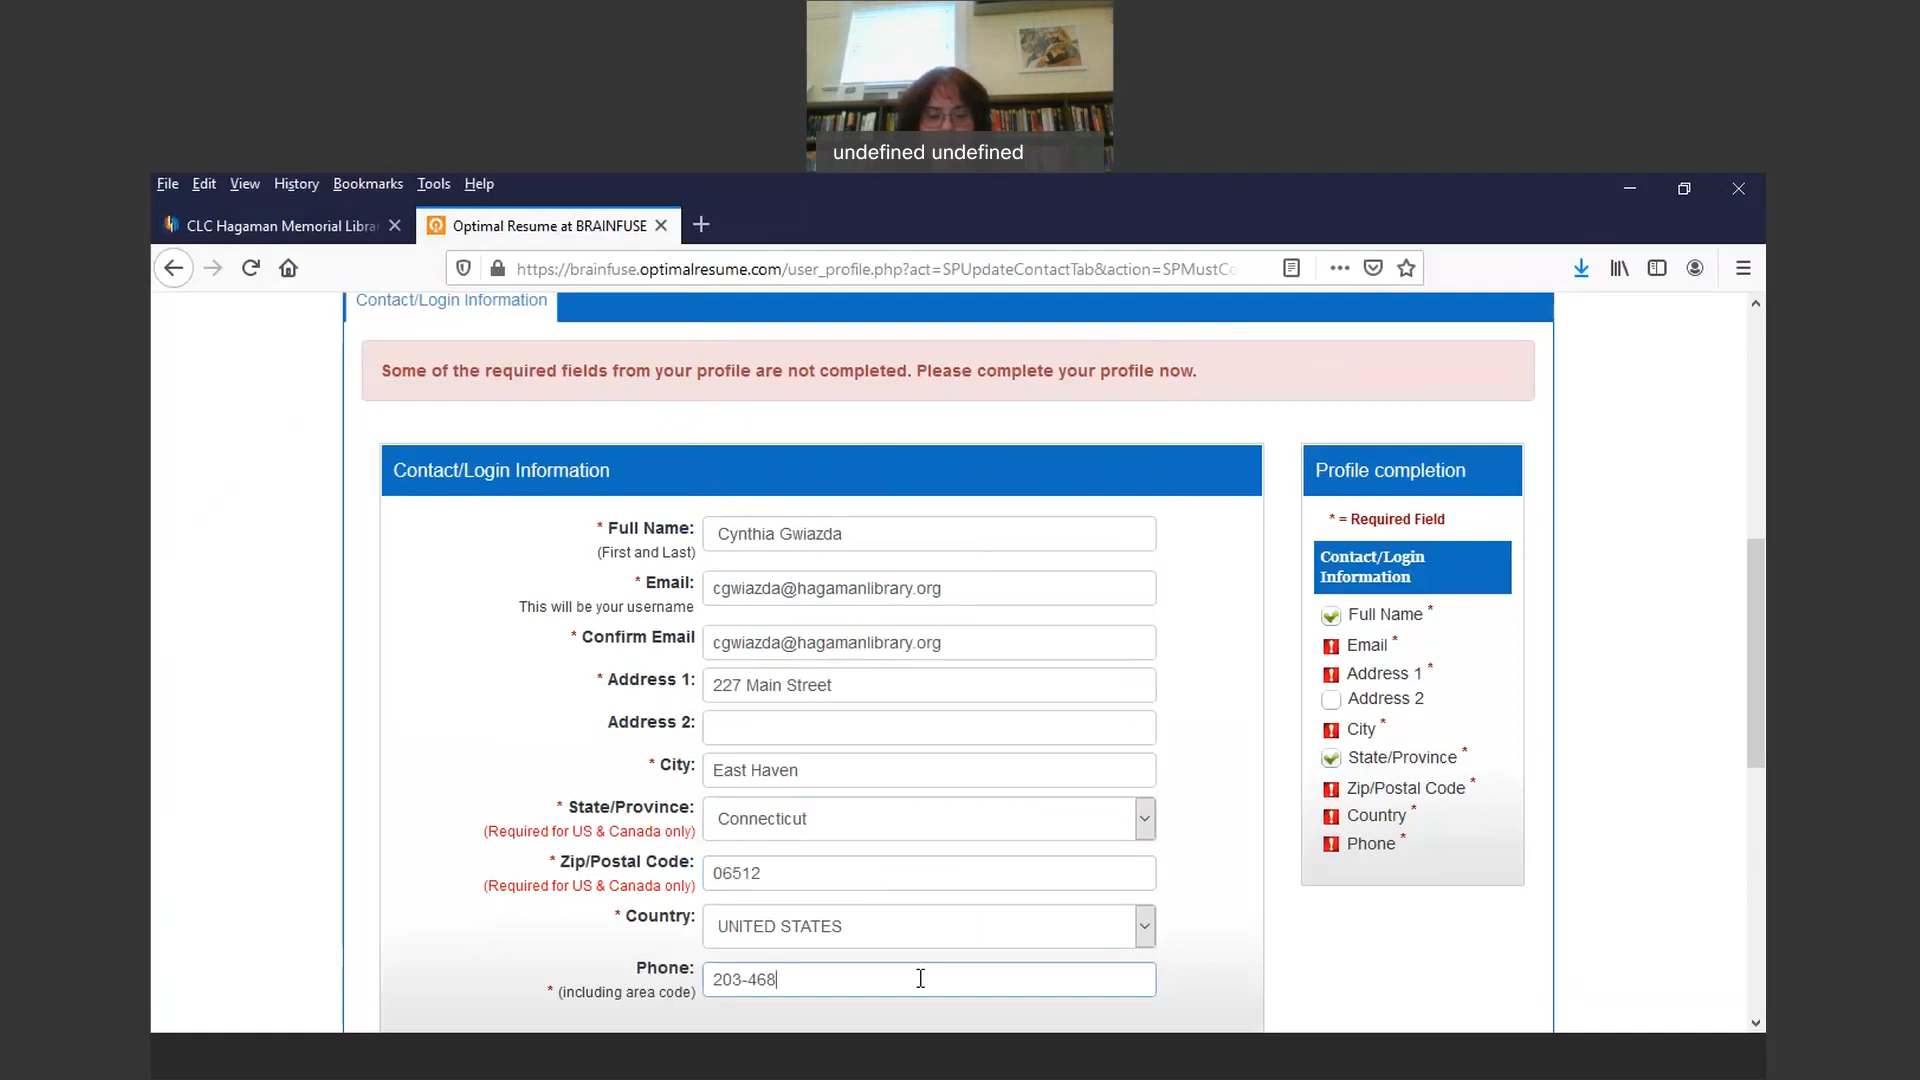 undefined undefined
File Edit View History Bookmarks Tools Help
CLC Hagaman Memorial Libra
Optimal Resume at BRAINFUSE
https://brainfuse.optimalresume.com/user_profile.php?act=SPUpdateContactTab&action=SPMustCo
Contact/Login Information
Some of the required fields from your profile are not completed. Please complete your profile now.
Contact/Login Information
* Full Name: Cynthia Gwiazda
(First and Last)
* Email: cgwiazda@hagamanlibrary.org
This will be your username
* Confirm Email cgwiazda@hagamanlibrary.org
* Address 1: 227 Main Street
Address 2:
* City: East Haven
* State/Province: Connecticut
(Required for US & Canada only)
* Zip/Postal Code: 06512
(Required for US & Canada only)
* Country: UNITED STATES
Phone: 203-468
* (including area code)
Profile completion
* = Required Field
Contact/Login
Information
Full Name *
Email *
Address 1 *
Address 2
City *
State/Province *
Zip/Postal Code *
Country *
Phone *